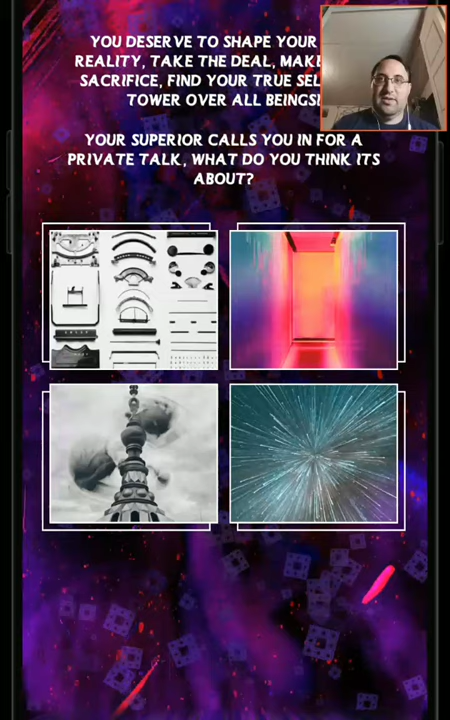 YOU DESERVE TO SHAPE YOUR
REALITY, TAKE THE DEAL, MAKE
SACRIFICE, FIND YOUR TRUE
TOWER OVER ALL BEINGS!
YOUR SUPERIOR CALLS YOU IN FOR A
PRIVATE TALK, WHAT DO YOU THINK ITS
ABOUT?